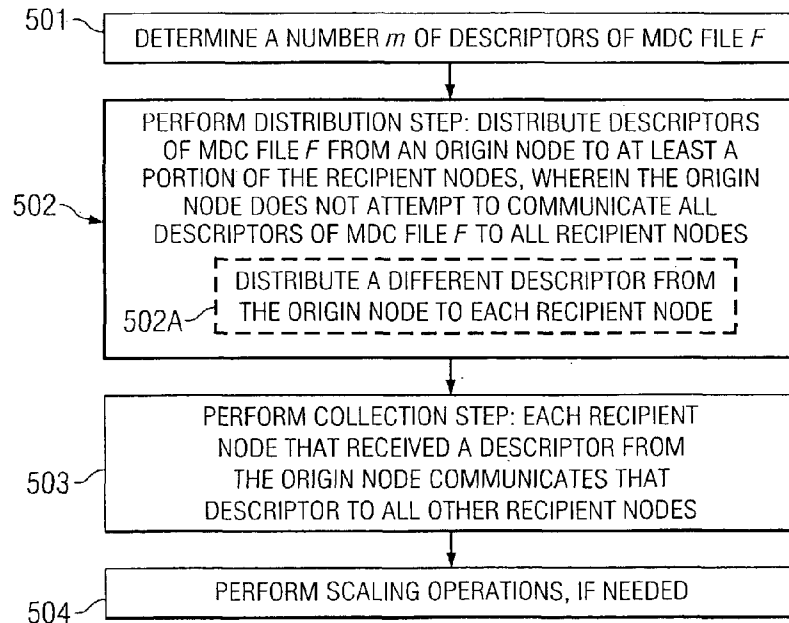 501
DETERMINE A NUMBER m OF DESCRIPTORS OF MDC FILE F
PERFORM DISTRIBUTION STEP: DISTRIBUTE DESCRIPTORS
OF MDC FILE F FROM AN ORIGIN NODE TO AT LEAST A
PORTION OF THE RECIPIENT NODES, WHEREIN THE ORIGIN
502
NODE DOES NOT ATTEMPT TO COMMUNICATE ALL
DESCRIPTORS OF MDC FILE F TO ALL RECIPIENT NODES
DISTRIBUTE A DIFFERENT DESCRIPTOR FROM
502A
THE ORIGIN NODE TO EACH RECIPIENT NODE
PERFORM COLLECTION STEP: EACH RECIPIENT
NODE THAT RECEIVED A DESCRIPTOR FROM
503
THE ORIGIN NODE COMMUNICATES THAT
DESCRIPTOR TO ALL OTHER RECIPIENT NODES
504
PERFORM SCALING OPERATIONS, IF NEEDED